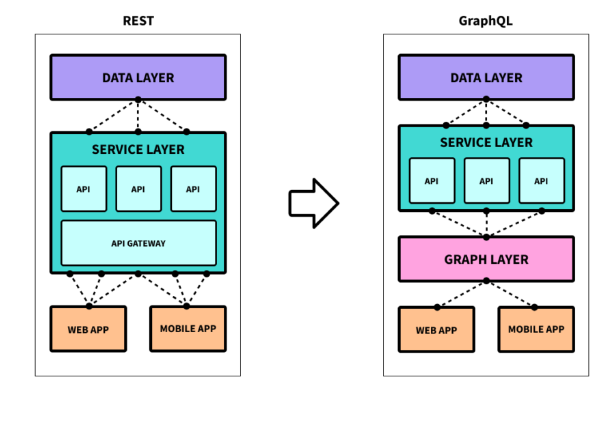 REST
DATA LAYER
SERVICE LAYER
API
API
API
API GATEWAY
WEB APP
MOBILE APP
GraphQL
DATA LAYER
SERVICE LAYER
API
API
API
GRAPH LAYER
WEB APP
MOBILE APP